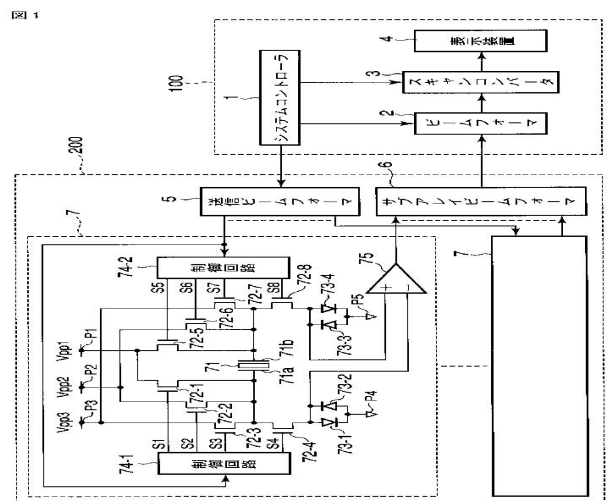 図 1
100
4
表示装置
3
スキャンコンバータ
1
システムコントローラ
2
ビームフォーマ
200
5
送信ビームフォーマ
6
サブアレイビームフォーマ
7
7
74-2
制御回路
S5
S6
S7
S8
72-5
72-6
72-7
72-8
75
+
−
73-4
73-3
P5
Vpp1
P1
Vpp2
P2
Vpp3
P3
71
71a
71b
72-1
72-2
72-3
72-4
73-2
73-1
P4
S1
S2
S3
S4
74-1
制御回路